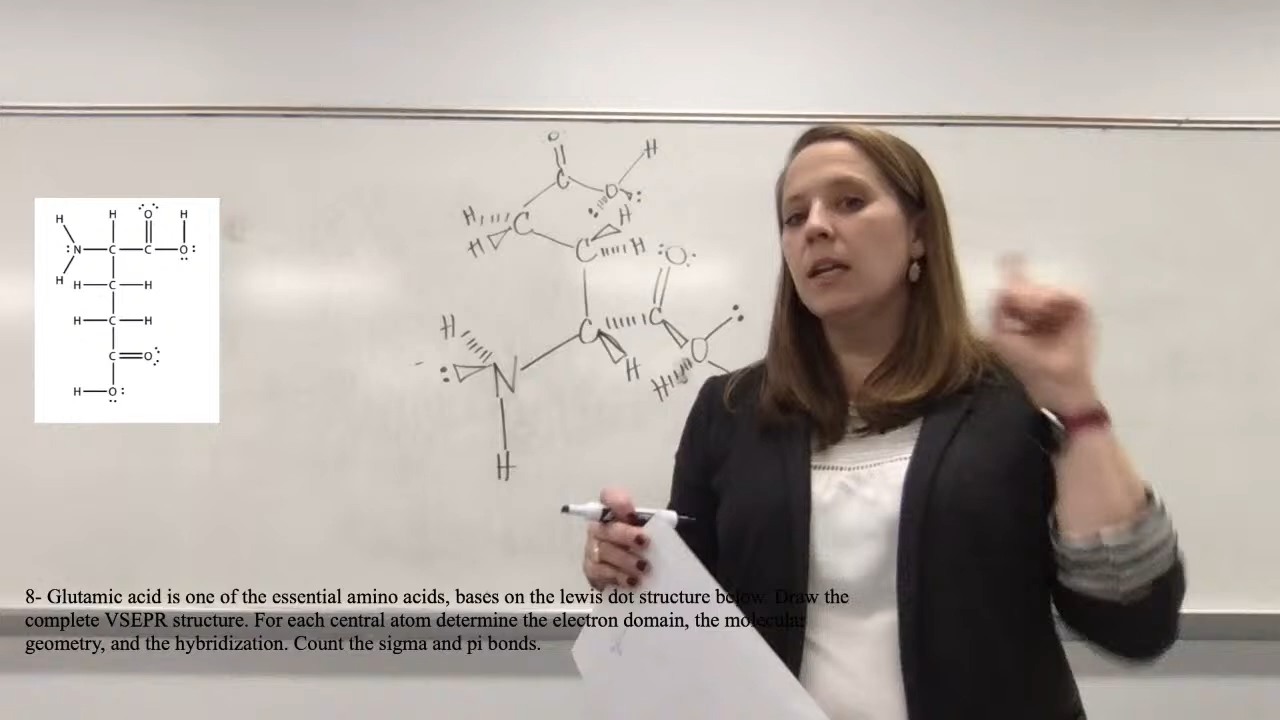 H H :O: H
:N C C O:
H H C H
H C H
C O:
H O:
O H
C O:
H C H
H C H :O:
H C C
: N H O :
H
H
8- Glutamic acid is one of the essential amino acids, bases on the lewis dot structure below. Draw the
complete VSEPR structure. For each central atom determine the electron domain, the molecular
geometry, and the hybridization. Count the sigma and pi bonds.